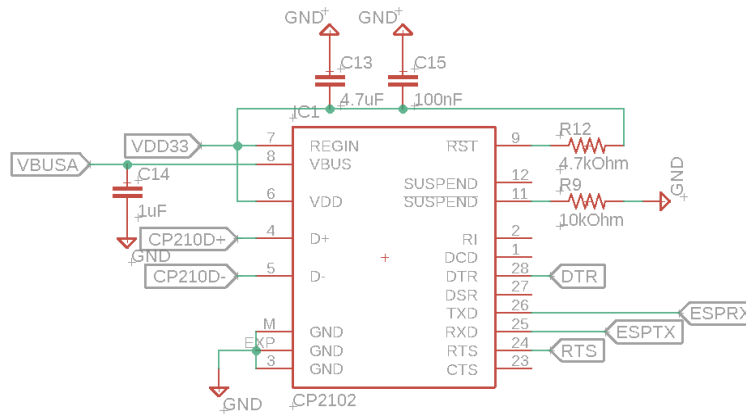 GND GND
C13 C15
4.7uF 100nF
IC1
VDD33 7 REGIN RST 9 R12
VBUSA 8 VBUS 4.7kOhm
C14 SUSPEND 12 R9
1uF 6 VDD SUSPEND 11 GND
10kOhm
CP210D+ 4 D+ RI 2
GND DCD 1
CP210D- 5 D- DTR 28 DTR
DSR 27
TXD 26 ESPRX
M GND RXD 25 ESPTX
EXP GND RTS 24 RTS
3 GND CTS 23
GND CP2102